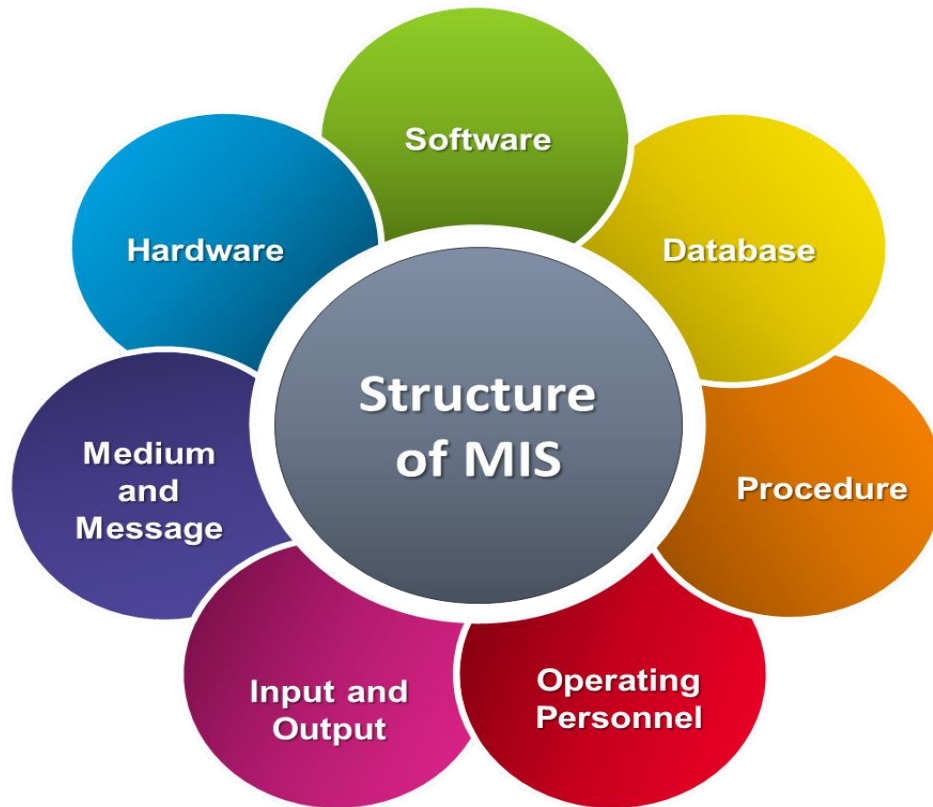 Software
Hardware
Database
Structure
of MIS
Medium
and
Message
Procedure
Input and
Output
Operating
Personnel